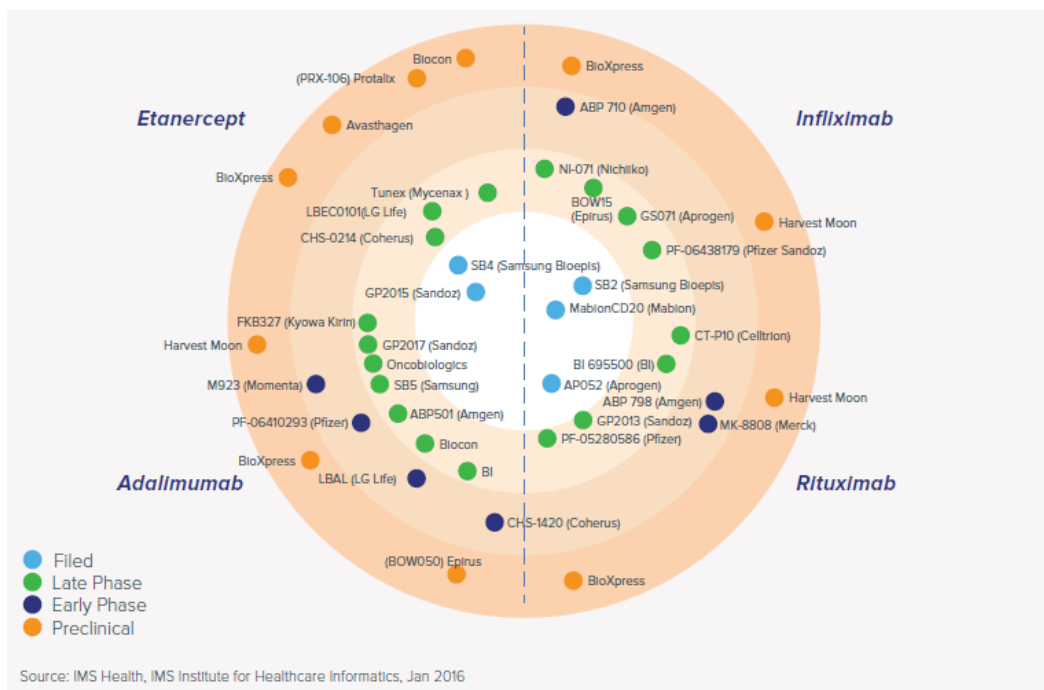 Biocon
(PRX-106) Protalix
BioXpress
ABP 710 (Amgen)
Etanercept
Infliximab
Avasthagen
NI-071 (Nichiiko)
BioXpress
Tunex (Mycenax )
BOW15
(Epirus)
LBEC0101(LG Life)
GS071 (Aprogen)
Harvest Moon
CHS-0214 (Coherus)
PF-06438179 (Pfizer Sandoz)
SB4 (Samsung Bioepis)
GP2015 (Sandoz)
SB2 (Samsung Bioepis)
MabionCD20 (Mabion)
FKB327 (Kyowa Kirin)
CT-P10 (Celltrion)
Harvest Moon
GP2017 (Sandoz)
Oncobiologics
BI 695500 (BI)
M923 (Momenta)
SB5 (Samsung)
AP052 (Aprogen)
ABP 798 (Amgen)
Harvest Moon
ABP501 (Amgen)
PF-06410293 (Pfizer)
GP2013 (Sandoz)
MK-8808 (Merck)
PF-05280586 (Pfizer)
Biocon
BioXpress
BI
LBAL (LG Life)
Adalimumab
Rituximab
CHS-1420 (Coherus)
(BOW050) Epirus
BioXpress
Filed
Late Phase
Early Phase
Preclinical
Source: IMS Health, IMS Institute for Healthcare Informatics, Jan 2016